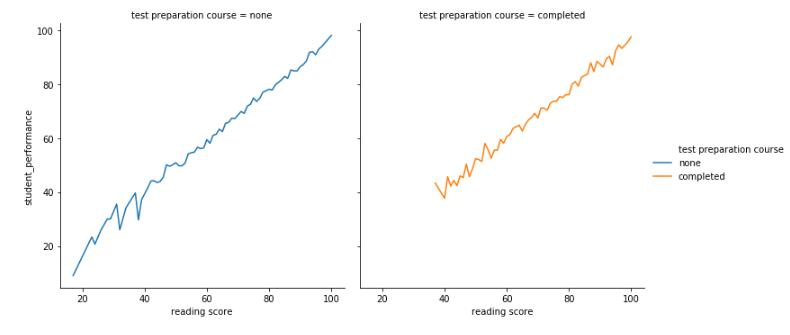 test preparation course = none
test preparation course = completed
student_performance
100
80
60
40
20
20 40 60 80 100
reading score
20 40 60 80 100
reading score
test preparation course
none
completed